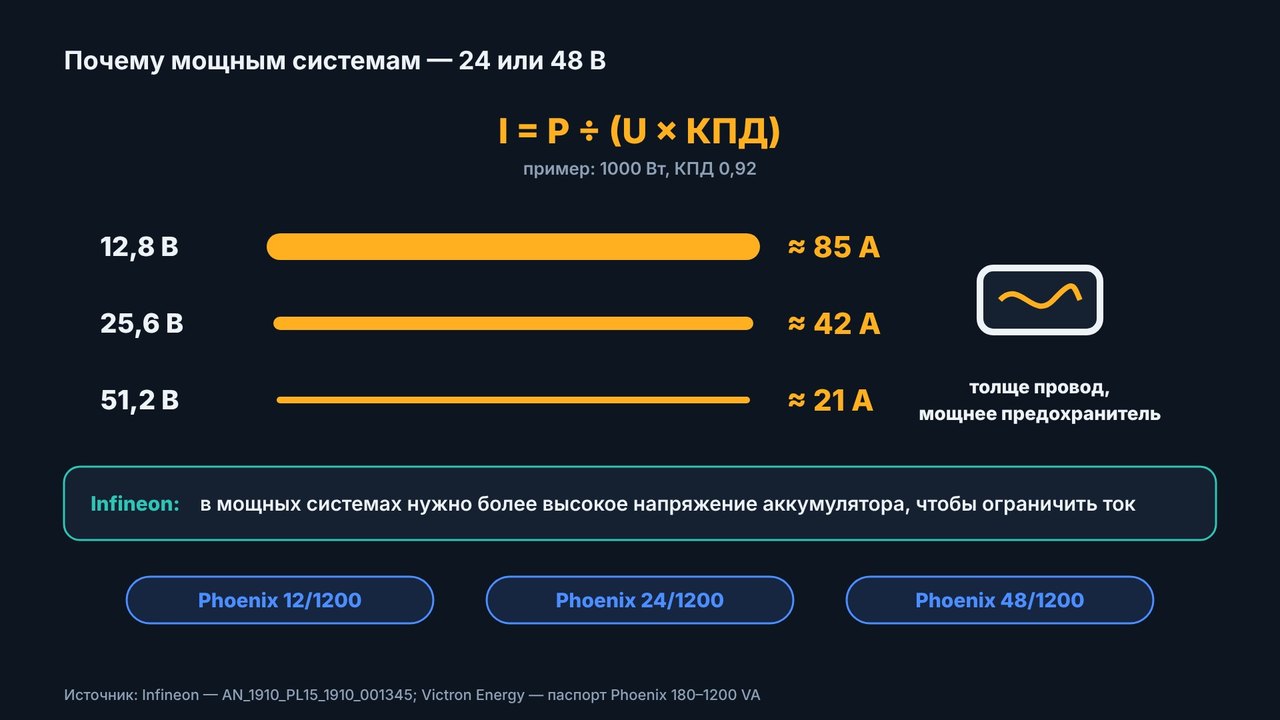 Почему мощным системам — 24 или 48 В
I = P ÷ (U × КПД)
пример: 1000 Вт, КПД 0,92
12,8 В
≈ 85 А
25,6 В
≈ 42 А
51,2 В
≈ 21 А
толще провод,
мощнее предохранитель
Infineon: в мощных системах нужно более высокое напряжение аккумулятора, чтобы ограничить ток
Phoenix 12/1200
Phoenix 24/1200
Phoenix 48/1200
Источник: Infineon — AN_1910_PL15_1910_001345; Victron Energy — паспорт Phoenix 180–1200 VA